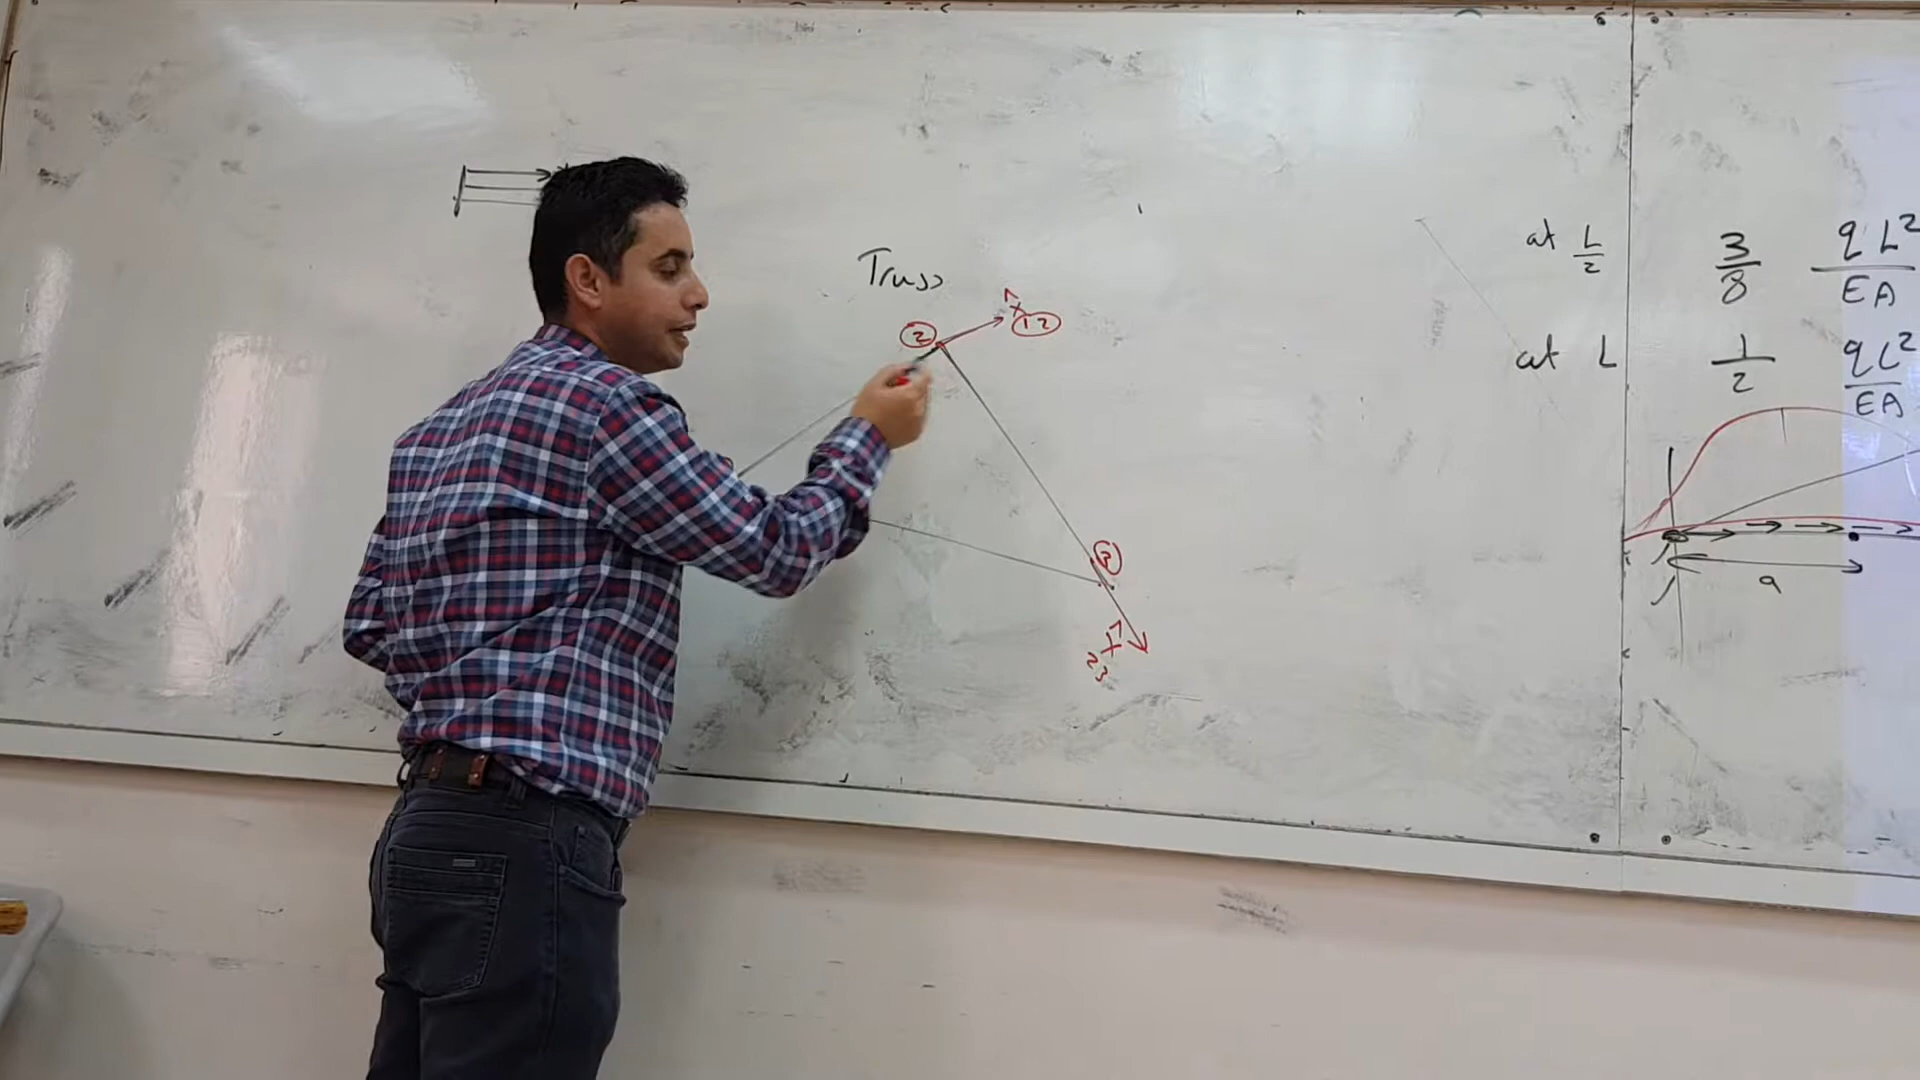 Truss
2
x̂
12
3
x̂
23
at L/2 3/8 qL²/EA
at L 1/2 qL²/EA
a